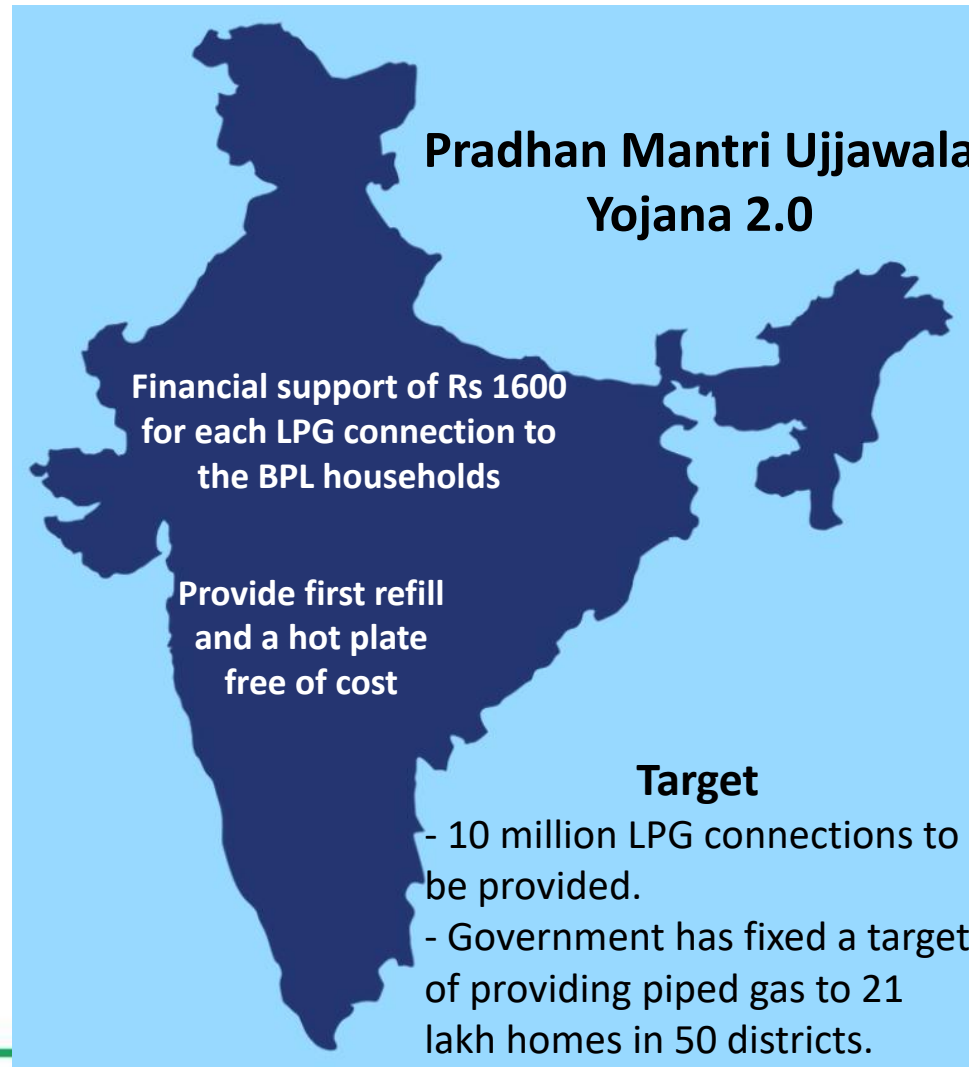 Pradhan Mantri Ujjawala
Yojana 2.0
Financial support of Rs 1600
for each LPG connection to
the BPL households
Provide first refill
and a hot plate
free of cost
Target
- 10 million LPG connections to
be provided.
- Government has fixed a target
of providing piped gas to 21
lakh homes in 50 districts.